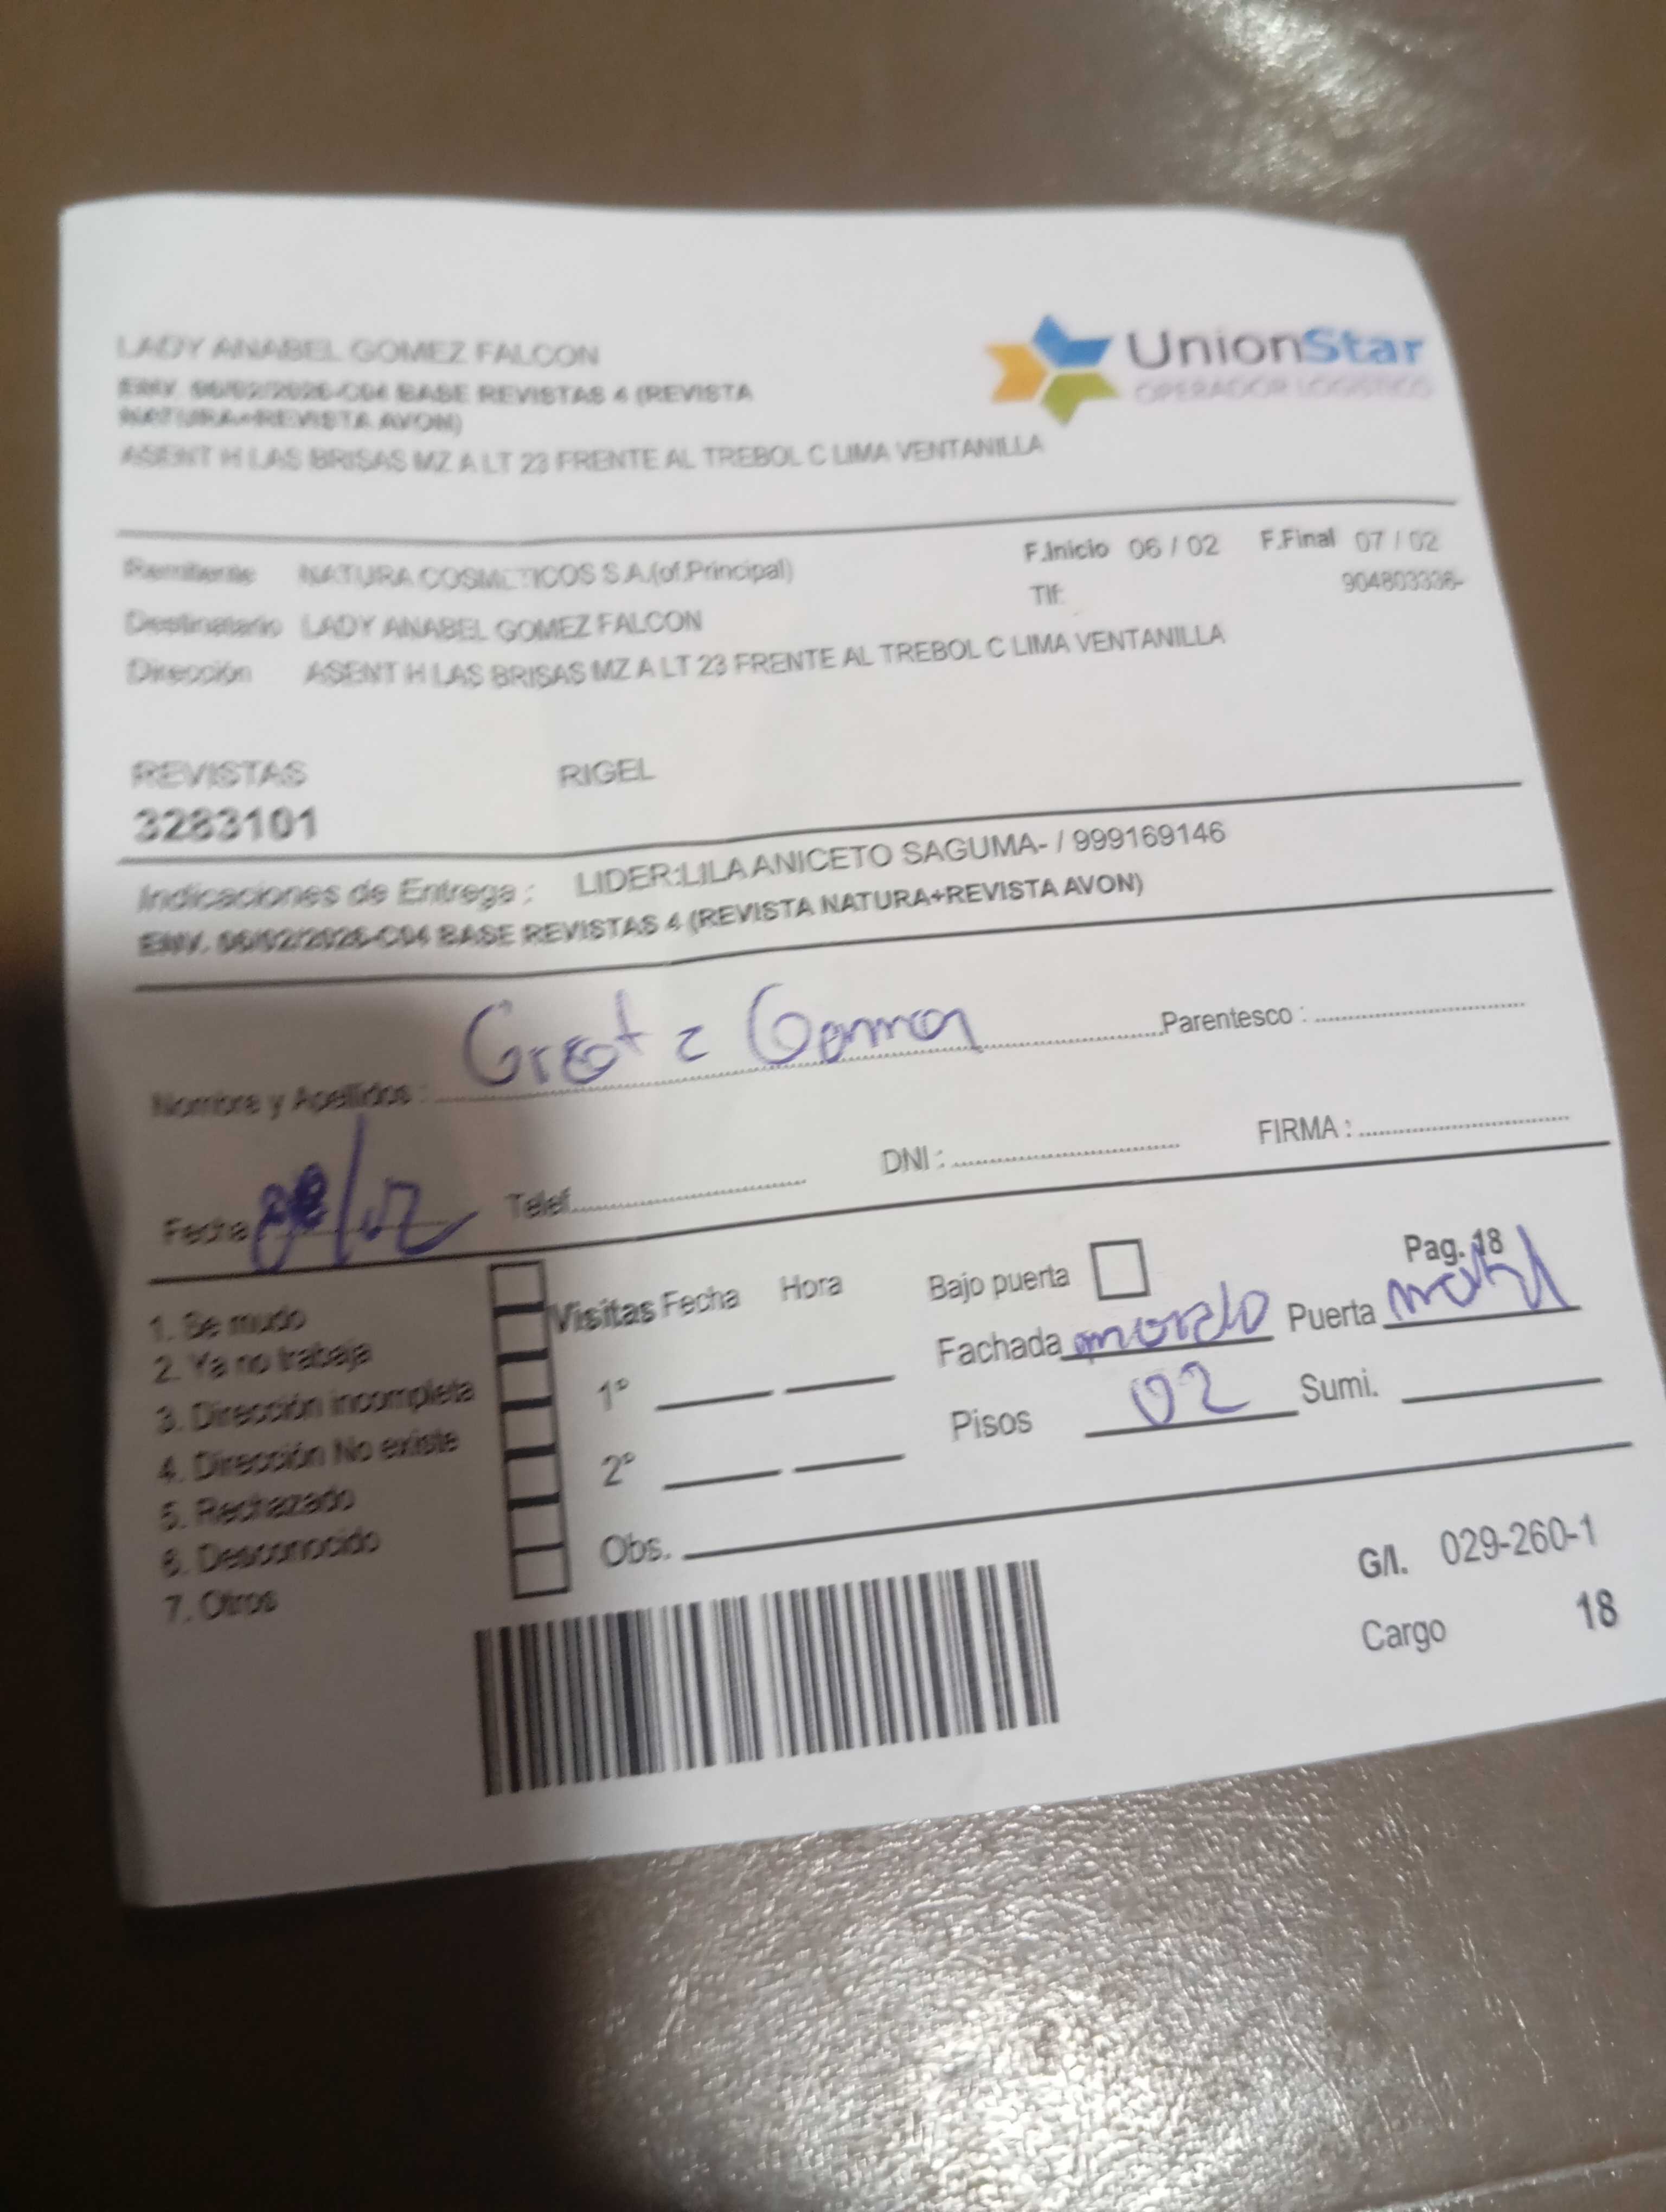 LADY ANABEL GOMEZ FALCON
ENV. 06/02/2026-C04 BASE REVISTAS 4 (REVISTA
NATURA+REVISTA AVON)
ASENT H LAS BRISAS MZ A LT 23 FRENTE AL TREBOL C LIMA VENTANILLA
UnionStar
OPERADOR LOGISTICO
F.Inicio 06 / 02 F.Final 07 / 02
Remitente NATURA COSMETICOS S.A.(of.Principal)
Tlf: 904803336-
Destinatario LADY ANABEL GOMEZ FALCON
Dirección ASENT H LAS BRISAS MZ A LT 23 FRENTE AL TREBOL C LIMA VENTANILLA
REVISTAS RIGEL
3283101
Indicaciones de Entrega : LIDER:LILA ANICETO SAGUMA- / 999169146
ENV. 06/02/2026-C04 BASE REVISTAS 4 (REVISTA NATURA+REVISTA AVON)
Nombre y Apellidos : Parentesco :
Fecha Telef. DNI : FIRMA :
Pag. 18
1. Se mudo
2. Ya no trabaja
3. Dirección incompleta
4. Dirección No existe
5. Rechazado
6. Desconocido
7. Otros
Visitas Fecha Hora
1º
2º
Obs.
Bajo puerta
Fachada Puerta
Pisos 02 Sumi.
G/I. 029-260-1
Cargo 18